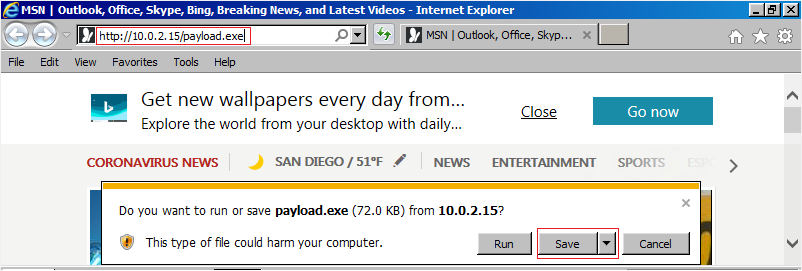 MSN | Outlook, Office, Skype, Bing, Breaking News, and Latest Videos - Internet Explorer
http://10.0.2.15/payload.exe
MSN | Outlook, Office, Skyp...
File Edit View Favorites Tools Help
Get new wallpapers every day from...
Explore the world from your desktop with daily...
Close
Go now
CORONAVIRUS NEWS SAN DIEGO / 51°F NEWS ENTERTAINMENT SPORTS ESPO
Do you want to run or save payload.exe (72.0 KB) from 10.0.2.15?
This type of file could harm your computer.
Run Save Cancel